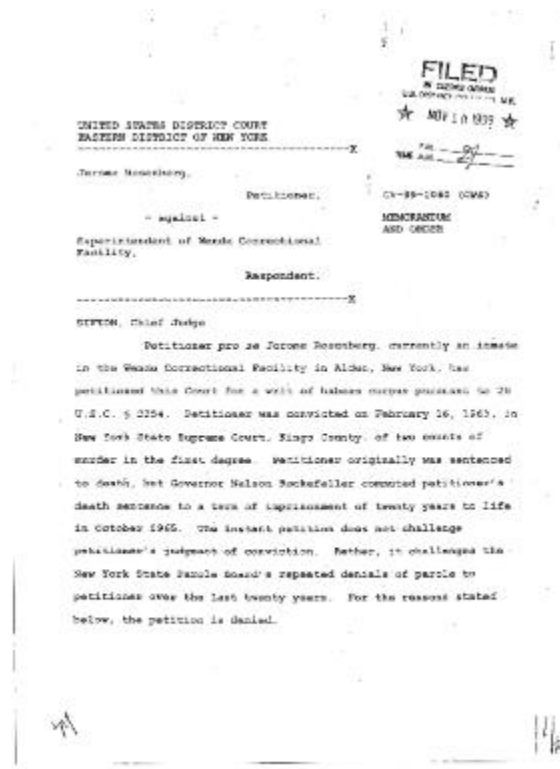 FILED
IN CLERKS OFFICE
★ NOV 10 1999 ★
UNITED STATES DISTRICT COURT
EASTERN DISTRICT OF NEW YORK
-----------------------------------------X
Jerome Rosenberg,
Petitioner,
MEMORANDUM
AND ORDER
- against -
Superintendent of Wende Correctional
Facility,
Respondent.
-----------------------------------------X
SIFTON, Chief Judge
Petitioner pro se Jerome Rosenberg, currently an inmate
in the Wende Correctional Facility in Alden, New York, has
petitioned this Court for a writ of habeas corpus pursuant to 28
U.S.C. § 2254. Petitioner was convicted on February 16, 1963, in
New York State Supreme Court, Kings County, of two counts of
murder in the first degree. Petitioner originally was sentenced
to death, but Governor Nelson Rockefeller commuted petitioner's
death sentence to a term of imprisonment of twenty years to life
in October 1965. The instant petition does not challenge
petitioner's judgment of conviction. Rather, it challenges the
New York State Parole Board's repeated denials of parole to
petitioner over the last twenty years. For the reasons stated
below, the petition is denied.